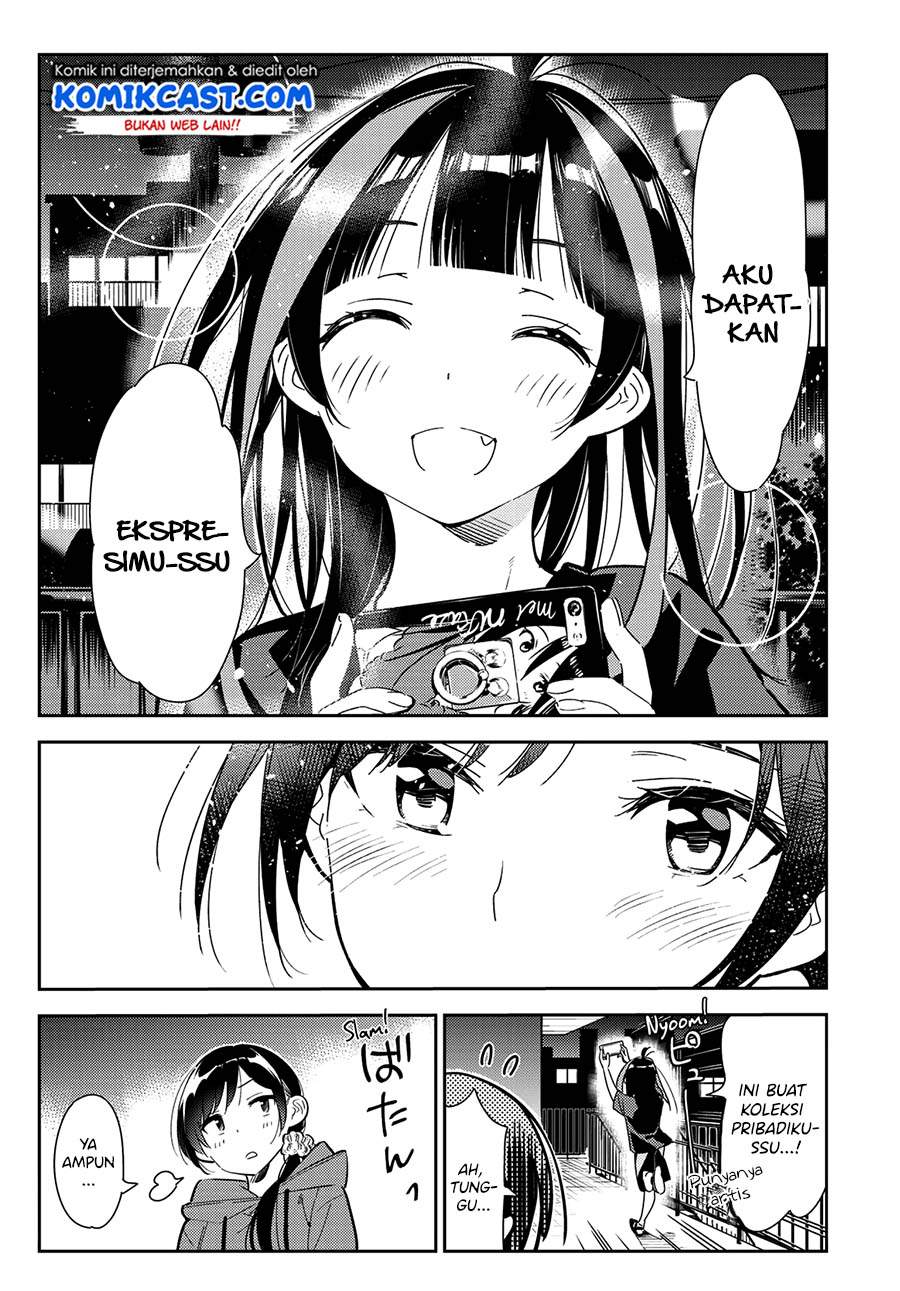 Komik ini diterjemahkan & diedit oleh
KOMIKCAST.COM
BUKAN WEB LAIN!!
AKU
DAPAT-
KAN
EKSPRE-
SIMU-SSU
Mei
Nyoom!
INI BUAT
KOLEKSI
PRIBADIKU-
SSU...!
Punyanya
artis
AH,
TUNG-
GU...
Slam!
ばたん
YA
AMPUN
...